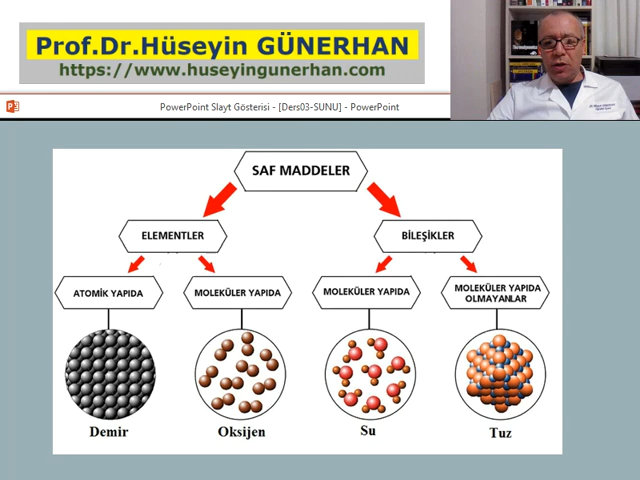 Prof.Dr.Hüseyin GÜNERHAN
https://www.huseyingunerhan.com
PowerPoint Slayt Gösterisi - [Ders03-SUNU] - PowerPoint
SAF MADDELER
ELEMENTLER
BİLEŞİKLER
ATOMİK YAPIDA
MOLEKÜLER YAPIDA
MOLEKÜLER YAPIDA
MOLEKÜLER YAPIDA
OLMAYANLAR
Demir
Oksijen
Su
Tuz